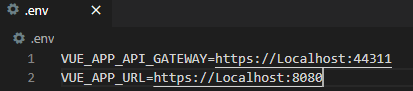 .env
.env
1 VUE_APP_API_GATEWAY=https://Localhost:44311
2 VUE_APP_URL=https://Localhost:8080